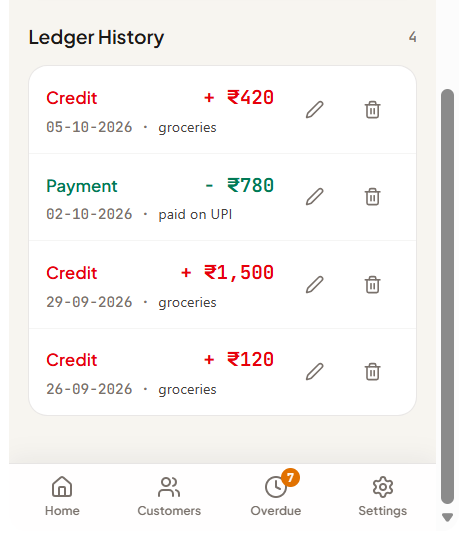 Ledger History 4
Credit + ₹420
05-10-2026 · groceries
Payment - ₹780
02-10-2026 · paid on UPI
Credit + ₹1,500
29-09-2026 · groceries
Credit + ₹120
26-09-2026 · groceries
7
Home Customers Overdue Settings